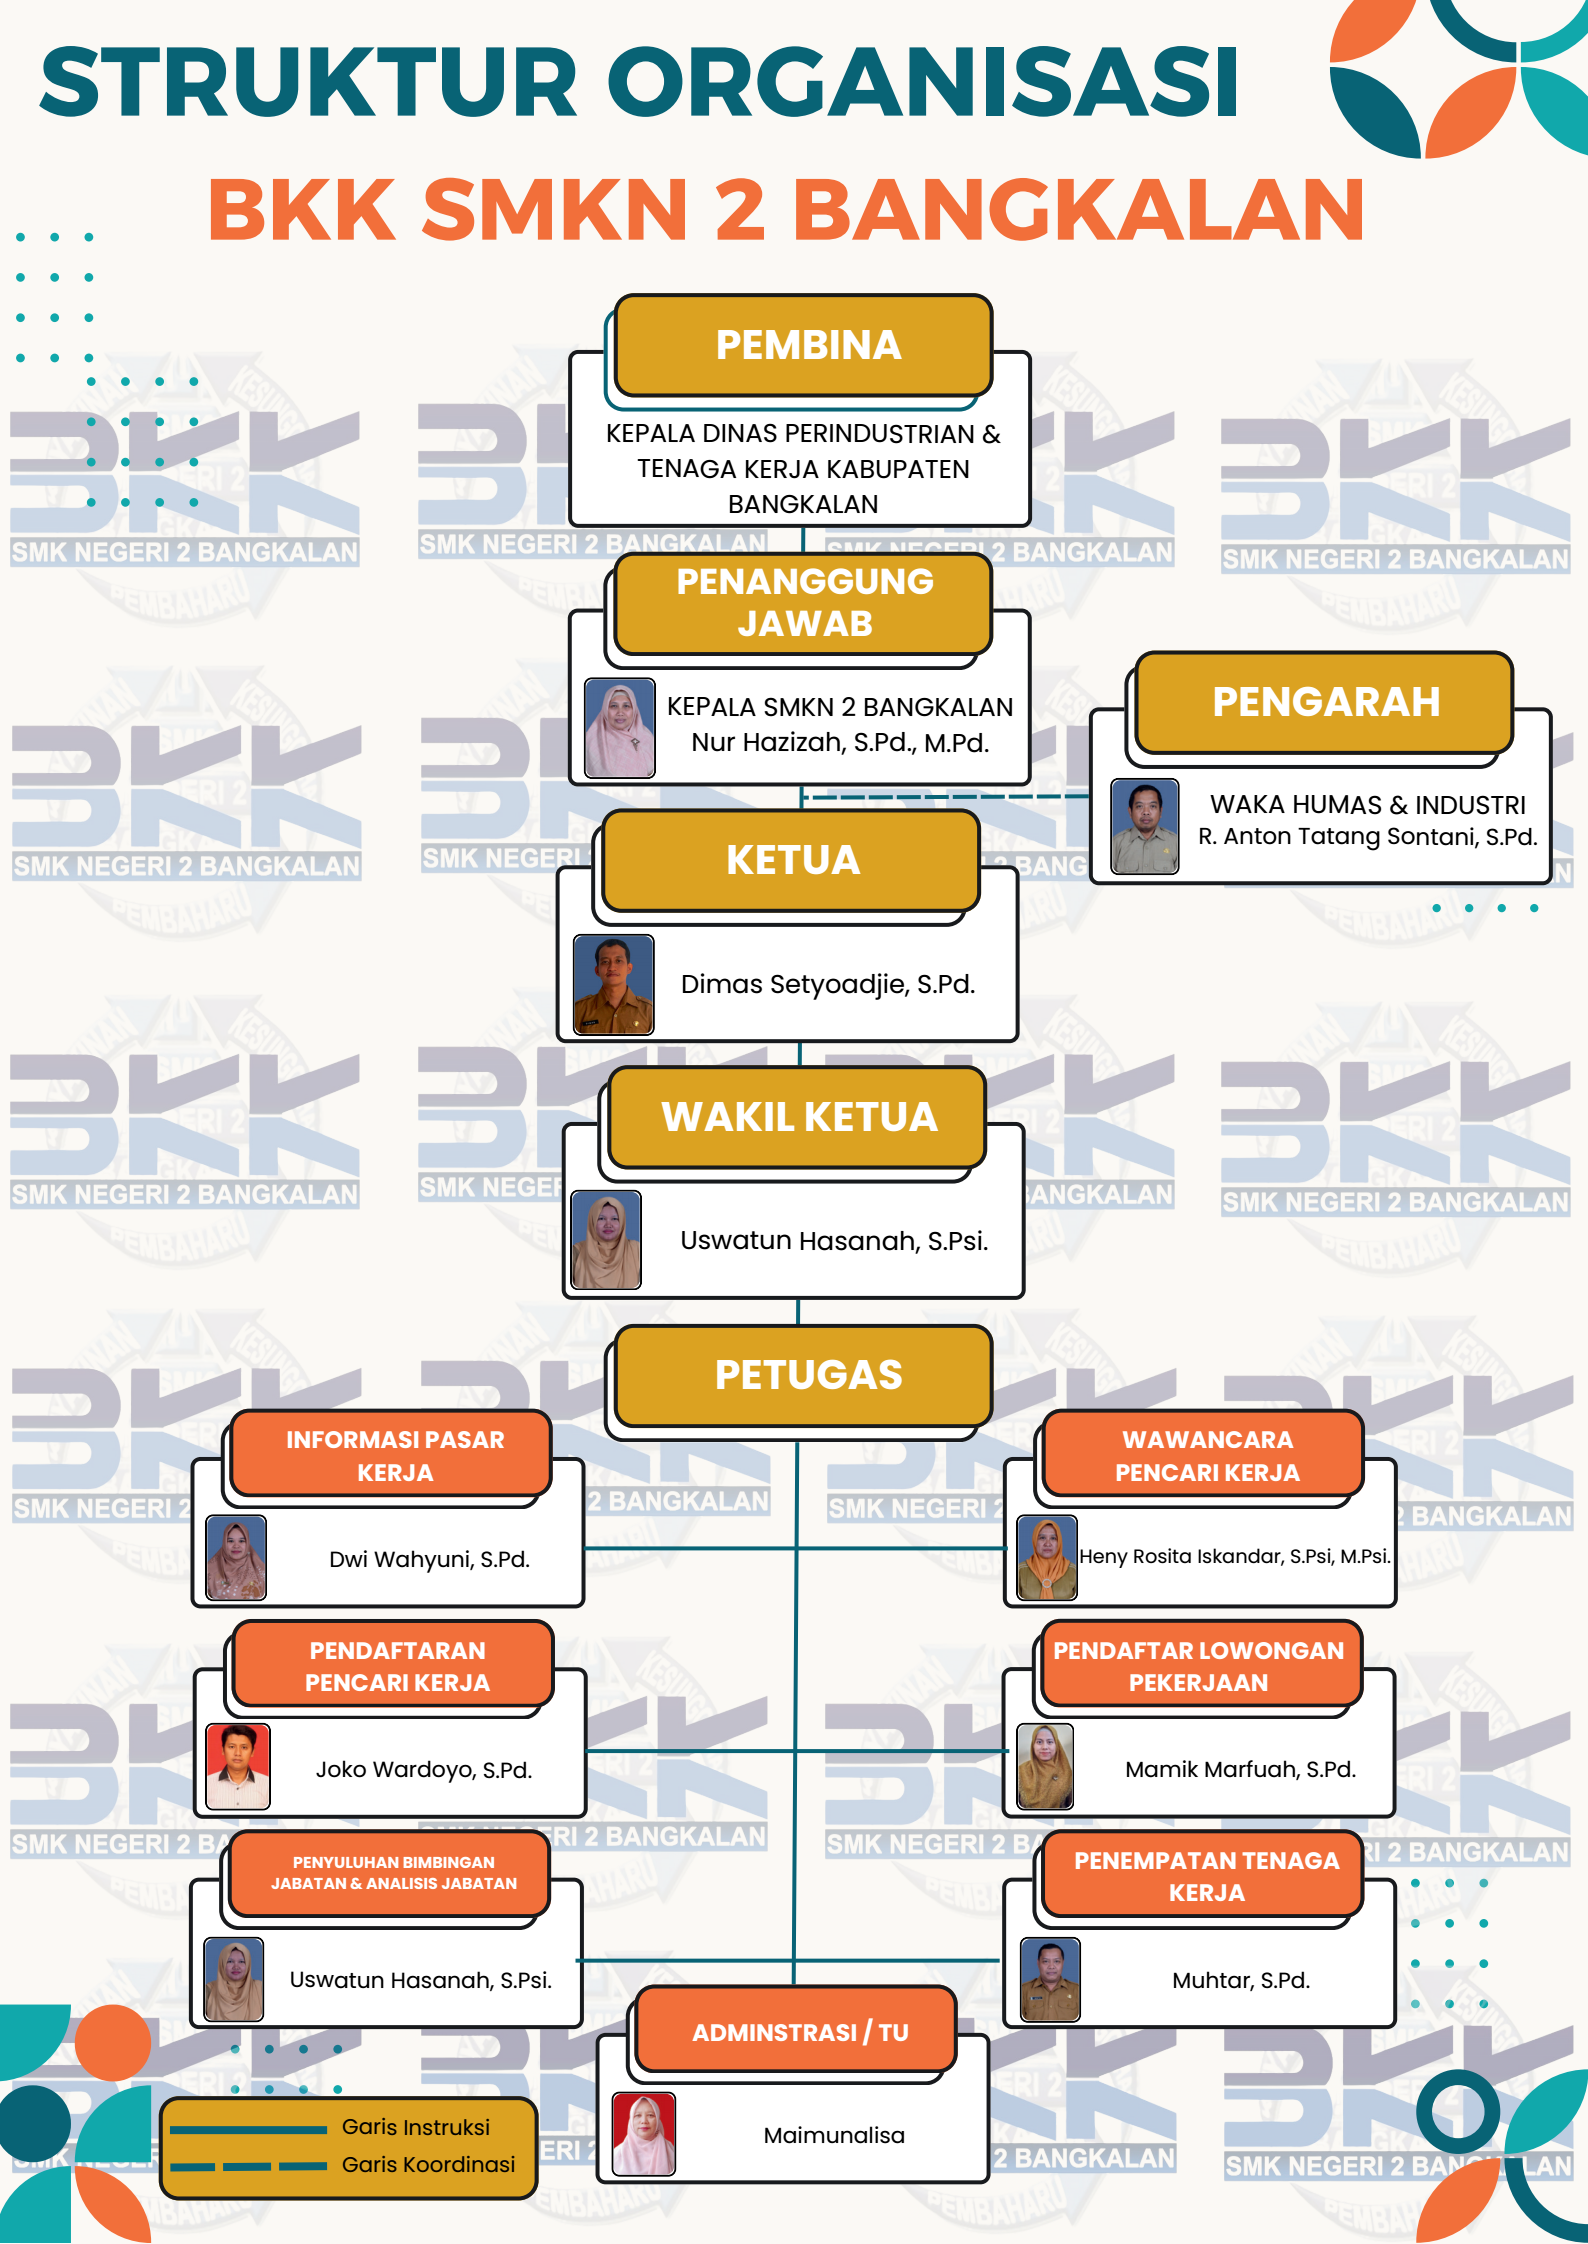 STRUKTUR ORGANISASI
BKK SMKN 2 BANGKALAN
PEMBINA
KEPALA DINAS PERINDUSTRIAN &
TENAGA KERJA KABUPATEN
BANGKALAN
PENANGGUNG
JAWAB
KEPALA SMKN 2 BANGKALAN
Nur Hazizah, S.Pd., M.Pd.
PENGARAH
WAKA HUMAS & INDUSTRI
R. Anton Tatang Sontani, S.Pd.
KETUA
Dimas Setyoadjie, S.Pd.
WAKIL KETUA
Uswatun Hasanah, S.Psi.
PETUGAS
INFORMASI PASAR
KERJA
Dwi Wahyuni, S.Pd.
WAWANCARA
PENCARI KERJA
Heny Rosita Iskandar, S.Psi, M.Psi.
PENDAFTARAN
PENCARI KERJA
Joko Wardoyo, S.Pd.
PENDAFTAR LOWONGAN
PEKERJAAN
Mamik Marfuah, S.Pd.
PENYULUHAN BIMBINGAN
JABATAN & ANALISIS JABATAN
Uswatun Hasanah, S.Psi.
PENEMPATAN TENAGA
KERJA
Muhtar, S.Pd.
ADMINSTRASI / TU
Maimunalisa
Garis Instruksi
Garis Koordinasi
BKK
SMK NEGERI 2 BANGKALAN
PEMBAHARU